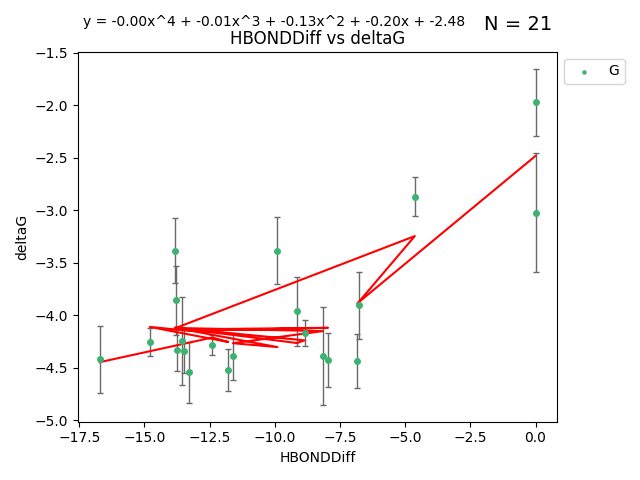 y = -0.00x^4 + -0.01x^3 + -0.13x^2 + -0.20x + -2.48
N = 21
HBONDDiff vs deltaG
G
−1.5
−2.0
−2.5
−3.0
−3.5
−4.0
−4.5
−5.0
deltaG
−17.5 −15.0 −12.5 −10.0 −7.5 −5.0 −2.5 0.0
HBONDDiff